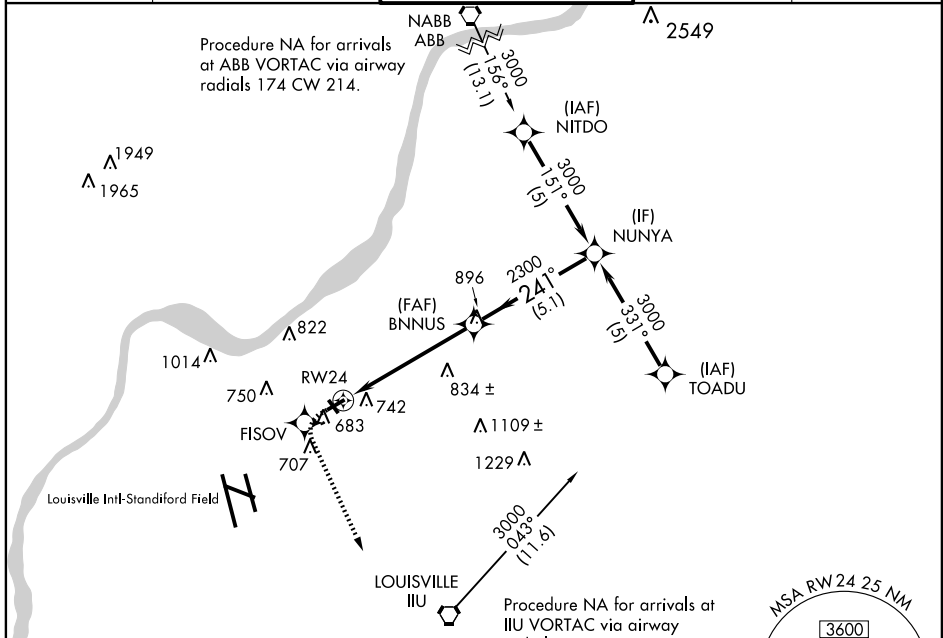 NABB
ABB
2549
Procedure NA for arrivals
at ABB VORTAC via airway
radials 174 CW 214.
3000
156°
(13.1)
(IAF)
NITDO
1949
1965
3000
151°
(5)
(IF)
NUNYA
896
2300
241°
(5.1)
(FAF)
BNNUS
3000
331°
(5)
822
1014
(IAF)
TOADU
750
RW24
834 ±
742
683
FISOV
1109 ±
707
1229
Louisville Intl-Standiford Field
3000
043°
(11.6)
LOUISVILLE
IIU
MSA RW24 25 NM
Procedure NA for arrivals at
IIU VORTAC via airway
3600